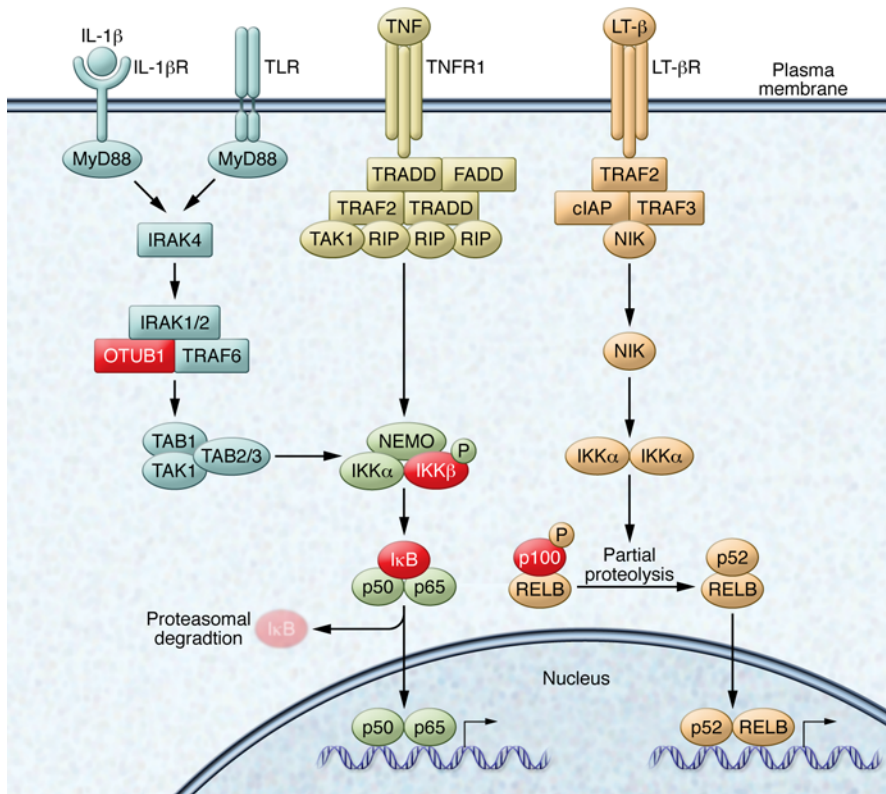 IL-1β
IL-1βR
TLR
TNF
TNFR1
LT-β
LT-βR
Plasma
membrane
MyD88
MyD88
TRADD
FADD
TRAF2
TRADD
TAK1
RIP
RIP
RIP
TRAF2
cIAP
TRAF3
NIK
IRAK4
IRAK1/2
OTUB1
TRAF6
NIK
TAB1
TAK1
TAB2/3
NEMO
IKKα
IKKβ
P
IKKα
IKKα
IκB
p50
p65
P
p100
RELB
Partial
proteolysis
p52
RELB
Proteasomal
degradtion
IκB
Nucleus
p50
p65
p52
RELB